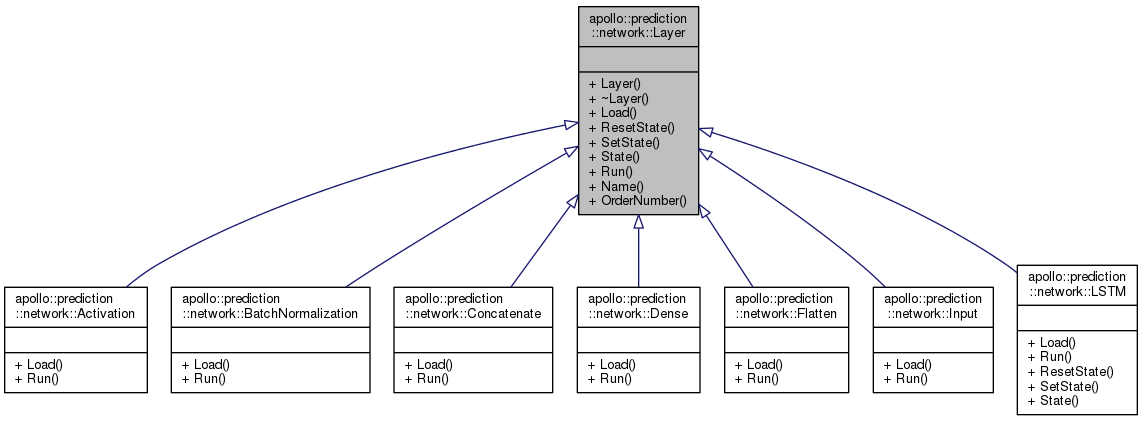 apollo::prediction
::network::Layer
+ Layer()
+ ~Layer()
+ Load()
+ ResetState()
+ SetState()
+ State()
+ Run()
+ Name()
+ OrderNumber()
apollo::prediction
::network::Activation
+ Load()
+ Run()
apollo::prediction
::network::BatchNormalization
+ Load()
+ Run()
apollo::prediction
::network::Concatenate
+ Load()
+ Run()
apollo::prediction
::network::Dense
+ Load()
+ Run()
apollo::prediction
::network::Flatten
+ Load()
+ Run()
apollo::prediction
::network::Input
+ Load()
+ Run()
apollo::prediction
::network::LSTM
+ Load()
+ Run()
+ ResetState()
+ SetState()
+ State()